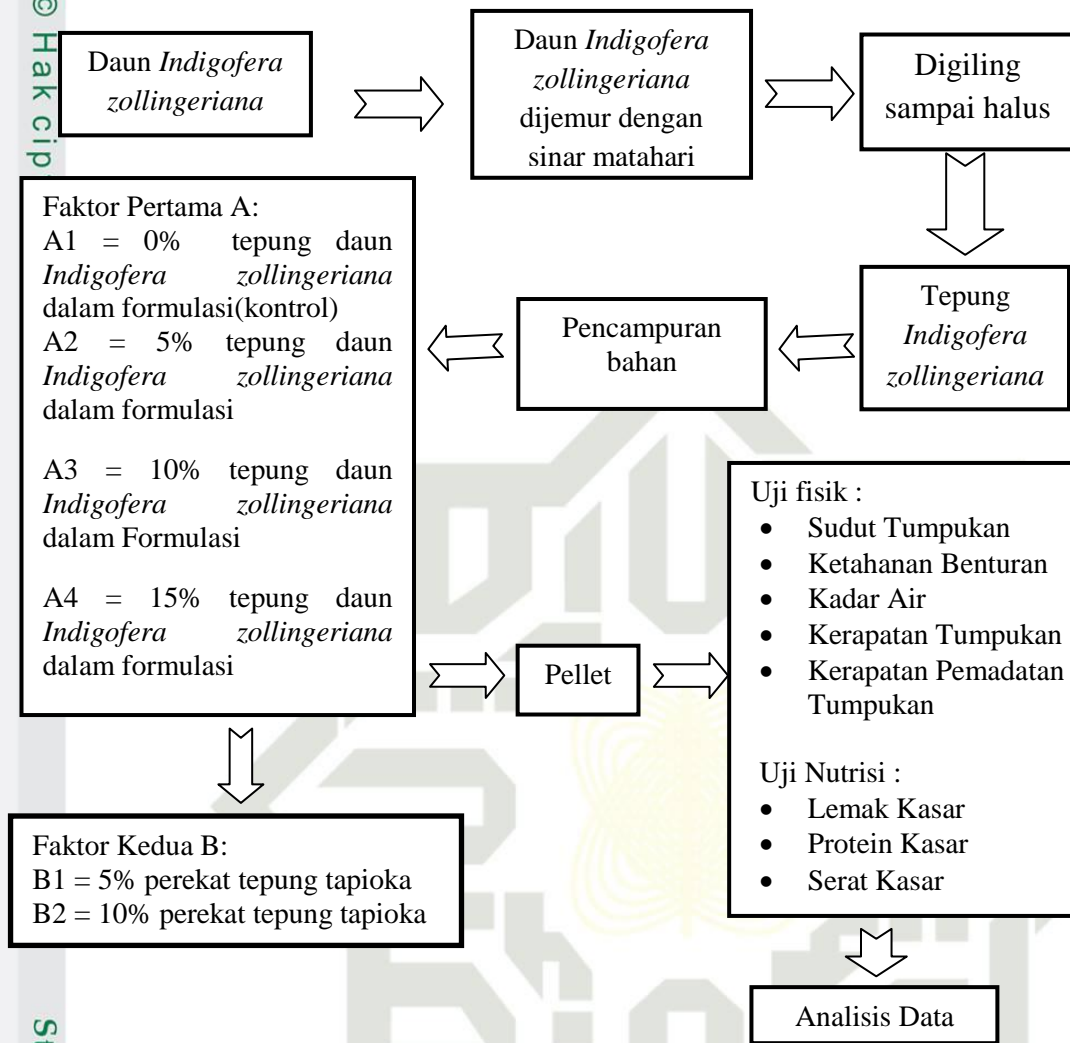 © Hak cip
Daun Indigofera
zollingeriana
Daun Indigofera
zollingeriana
dijemur dengan
sinar matahari
Digiling
sampai halus
Tepung
Indigofera
zollingeriana
Pencampuran
bahan
Faktor Pertama A:
A1 = 0% tepung daun
Indigofera zollingeriana
dalam formulasi(kontrol)
A2 = 5% tepung daun
Indigofera zollingeriana
dalam formulasi
A3 = 10% tepung daun
Indigofera zollingeriana
dalam Formulasi
A4 = 15% tepung daun
Indigofera zollingeriana
dalam formulasi
Faktor Kedua B:
B1 = 5% perekat tepung tapioka
B2 = 10% perekat tepung tapioka
Pellet
Uji fisik :
• Sudut Tumpukan
• Ketahanan Benturan
• Kadar Air
• Kerapatan Tumpukan
• Kerapatan Pemadatan
Tumpukan
Uji Nutrisi :
• Lemak Kasar
• Protein Kasar
• Serat Kasar
Analisis Data